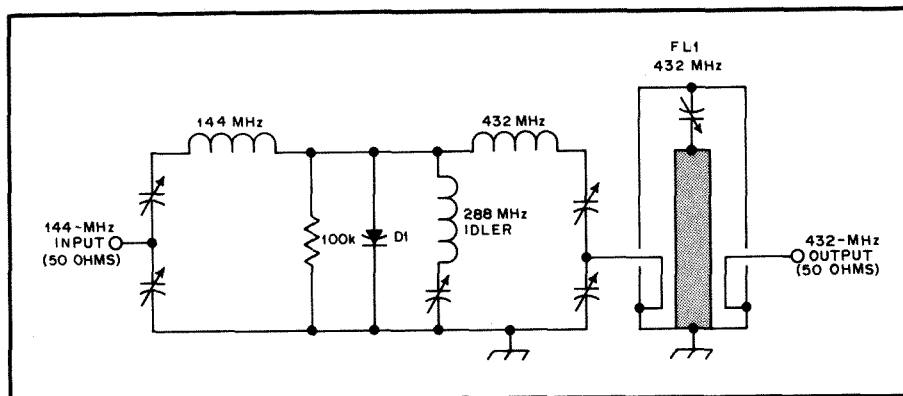 FL1
432 MHz
144 MHz
432 MHz
144-MHz
INPUT
(50 OHMS)
100k
D1
288 MHz
IDLER
432-MHz
OUTPUT
(50 OHMS)